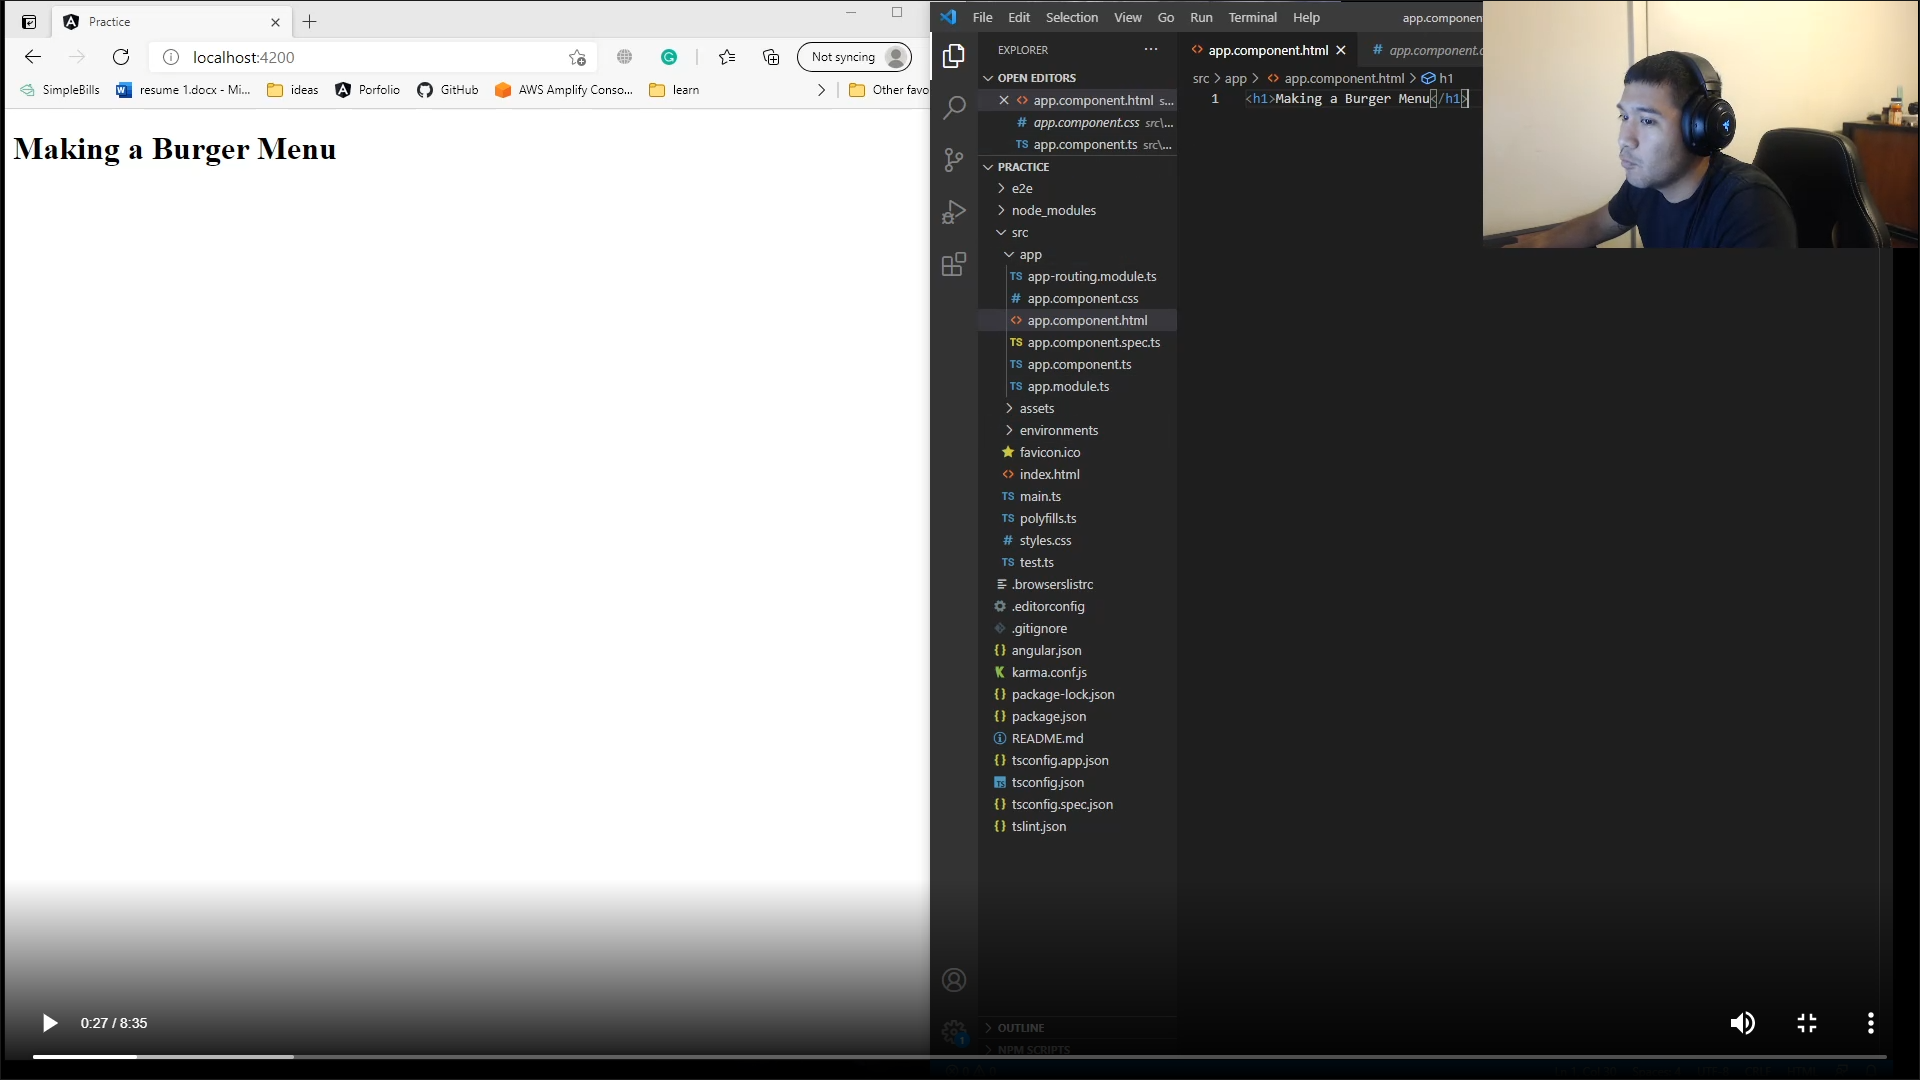 Practice
localhost:4200
Not syncing
SimpleBills
resume 1.docx - Mi...
ideas
Porfolio
GitHub
AWS Amplify Conso...
learn
Other favo
Making a Burger Menu
File Edit Selection View Go Run Terminal Help
app.componen
EXPLORER
app.component.html
# app.component.c
OPEN EDITORS
src > app > <> app.component.html > h1
<> app.component.html s...
1 <h1>Making a Burger Menu</h1>
# app.component.css src\...
TS app.component.ts src\...
PRACTICE
e2e
node_modules
src
app
TS app-routing.module.ts
# app.component.css
<> app.component.html
TS app.component.spec.ts
TS app.component.ts
TS app.module.ts
assets
environments
favicon.ico
<> index.html
TS main.ts
TS polyfills.ts
# styles.css
TS test.ts
.browserslistrc
.editorconfig
.gitignore
{} angular.json
K karma.conf.js
{} package-lock.json
{} package.json
README.md
{} tsconfig.app.json
TS tsconfig.json
{} tsconfig.spec.json
{} tslint.json
0:27 / 8:35
1
OUTLINE
NPM SCRIPTS